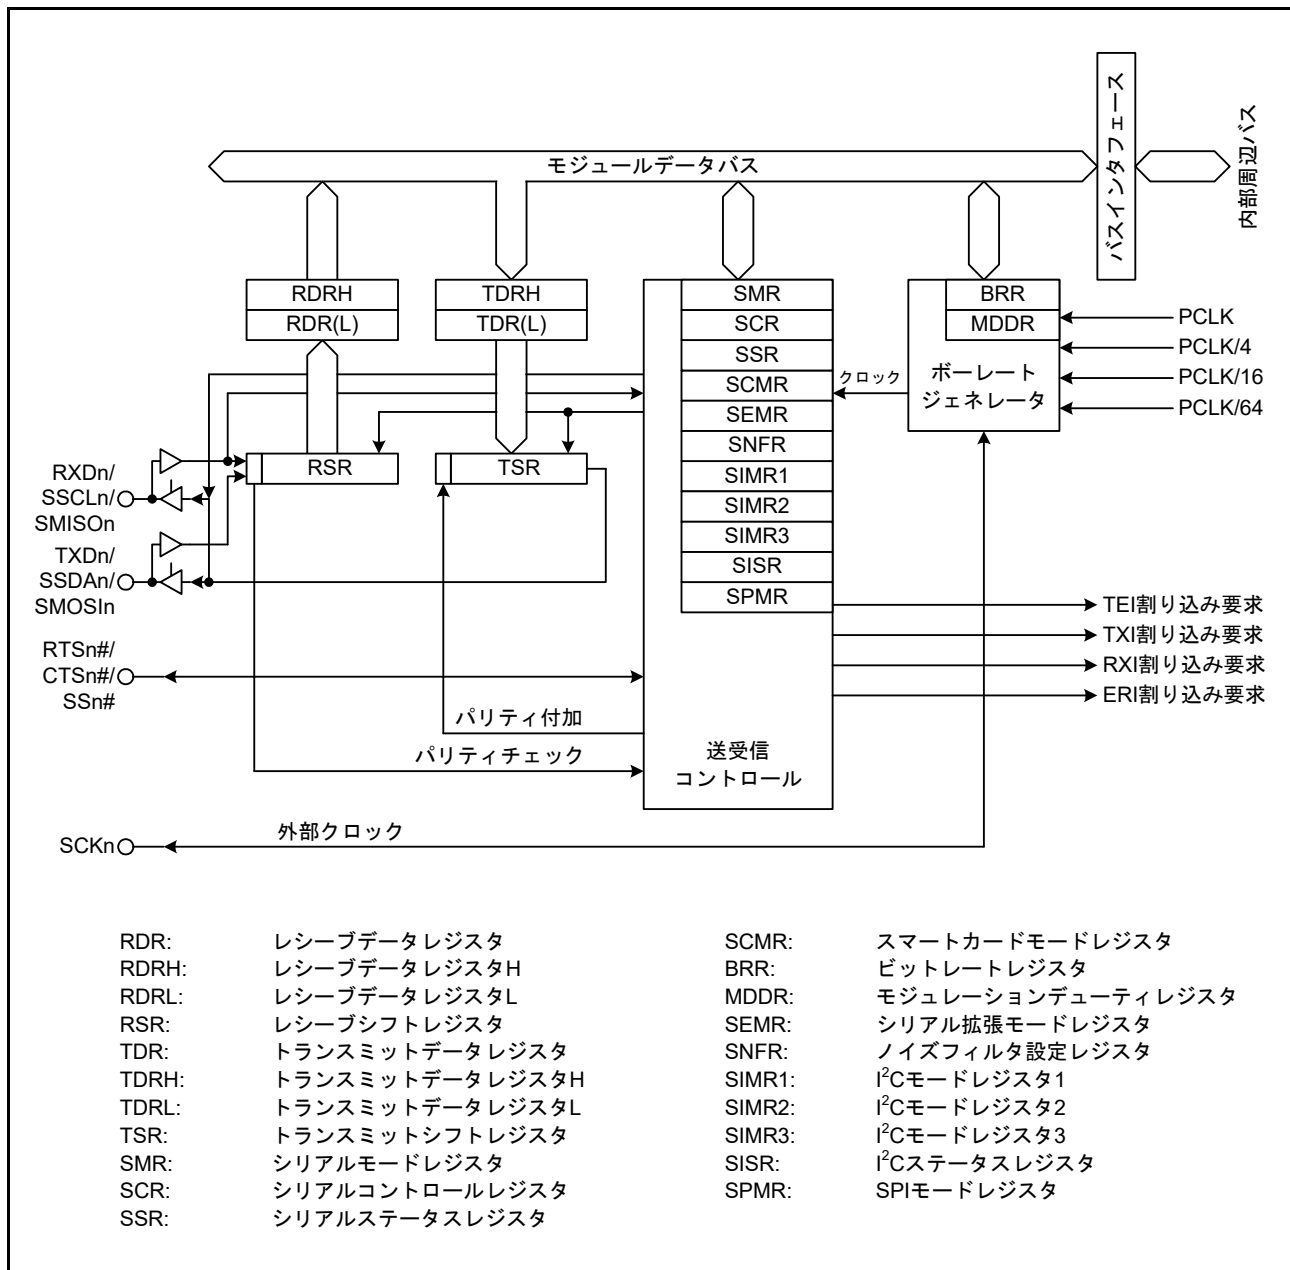 モジュールデータバス
バスインタフェース
内部周辺バス
RDRH
RDR(L)
TDRH
TDR(L)
SMR
SCR
SSR
SCMR
SEMR
SNFR
SIMR1
SIMR2
SIMR3
SISR
SPMR
BRR
MDDR
ボーレート
ジェネレータ
クロック
PCLK
PCLK/4
PCLK/16
PCLK/64
RSR
TSR
RXDn/
SSCLn/
SMISOn
TXDn/
SSDAn/
SMOSIn
RTSn#/
CTSn#/
SSn#
TEI割り込み要求
TXI割り込み要求
RXI割り込み要求
ERI割り込み要求
パリティ付加
パリティチェック
送受信
コントロール
外部クロック
SCKn
RDR: レシーブデータレジスタ
RDRH: レシーブデータレジスタH
RDRL: レシーブデータレジスタL
RSR: レシーブシフトレジスタ
TDR: トランスミットデータレジスタ
TDRH: トランスミットデータレジスタH
TDRL: トランスミットデータレジスタL
TSR: トランスミットシフトレジスタ
SMR: シリアルモードレジスタ
SCR: シリアルコントロールレジスタ
SSR: シリアルステータスレジスタ
SCMR: スマートカードモードレジスタ
BRR: ビットレートレジスタ
MDDR: モジュレーションデューティレジスタ
SEMR: シリアル拡張モードレジスタ
SNFR: ノイズフィルタ設定レジスタ
SIMR1: I²Cモードレジスタ1
SIMR2: I²Cモードレジスタ2
SIMR3: I²Cモードレジスタ3
SISR: I²Cステータスレジスタ
SPMR: SPIモードレジスタ